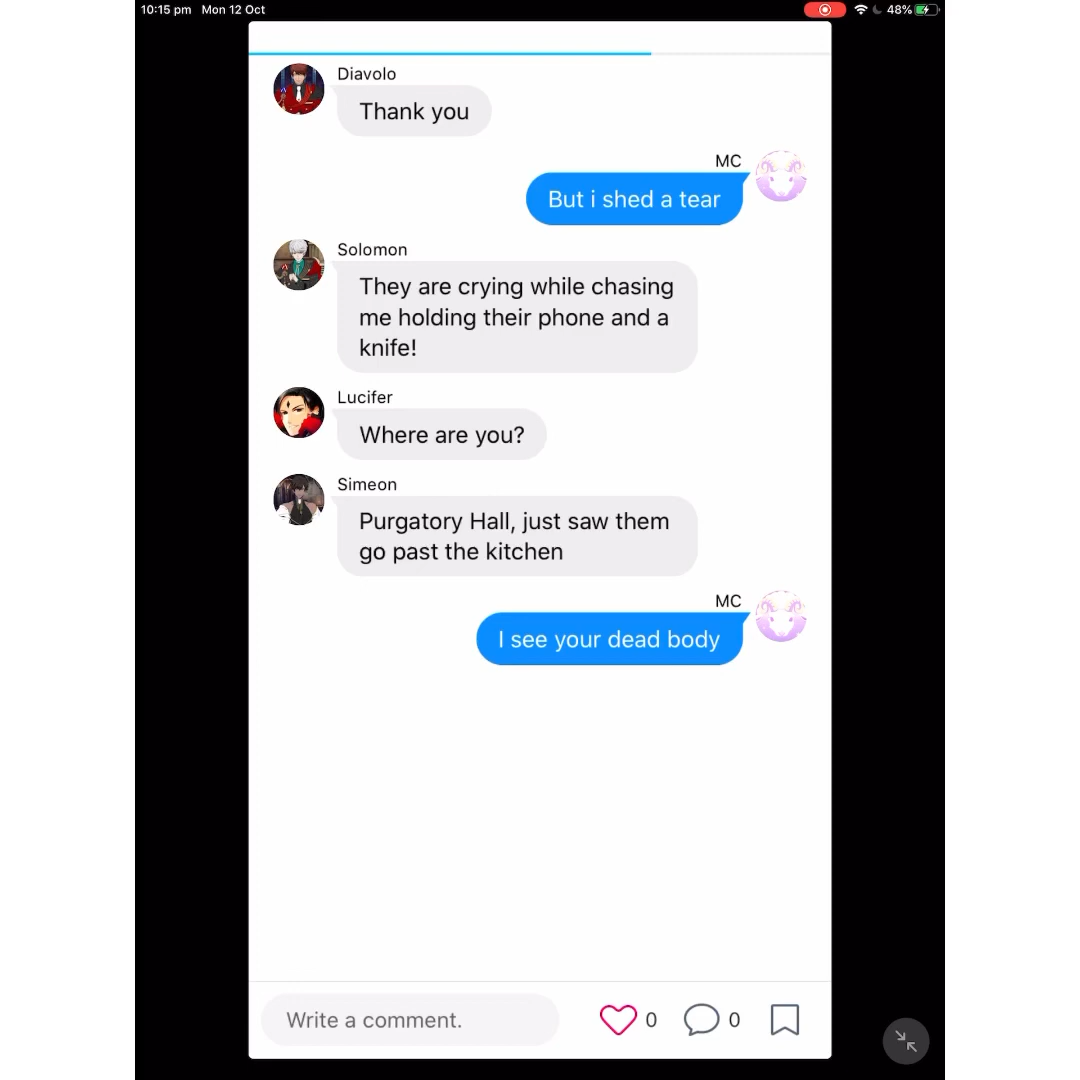 10:15 pm Mon 12 Oct 48%
Diavolo
Thank you
MC
But i shed a tear
Solomon
They are crying while chasing
me holding their phone and a
knife!
Lucifer
Where are you?
Simeon
Purgatory Hall, just saw them
go past the kitchen
MC
I see your dead body
Write a comment. 0 0